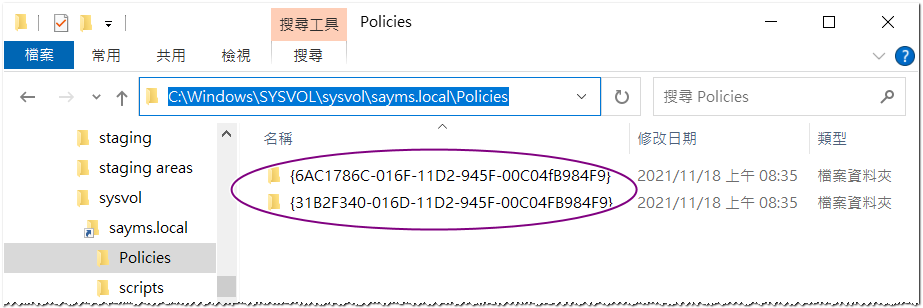 Policies
搜尋工具
檔案 常用 共用 檢視 搜尋
C:\Windows\SYSVOL\sysvol\sayms.local\Policies
搜尋 Policies
名稱 修改日期 類型
staging
staging areas
sysvol
sayms.local
Policies
scripts
{6AC1786C-016F-11D2-945F-00C04fB984F9} 2021/11/18 上午 08:35 檔案資料夾
{31B2F340-016D-11D2-945F-00C04FB984F9} 2021/11/18 上午 08:35 檔案資料夾